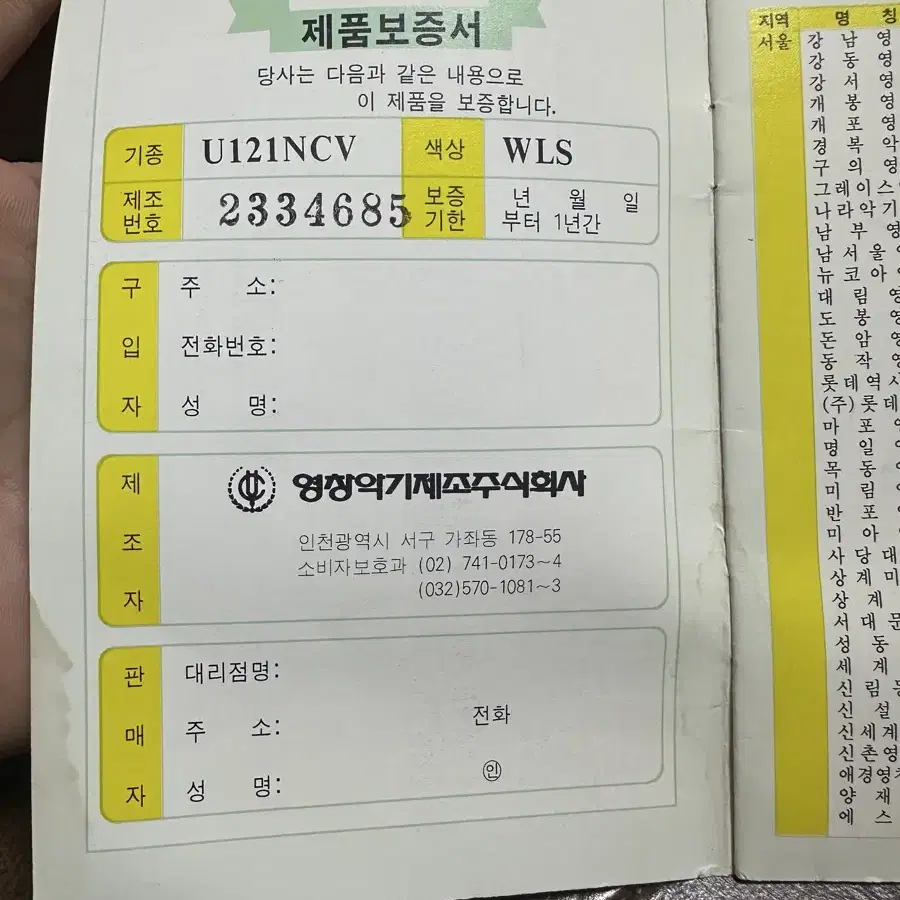 제품보증서
당사는 다음과 같은 내용으로
이 제품을 보증합니다.
기종 U121NCV 색상 WLS
제조번호 2334685 보증기한 년 월 일부터 1년간
구입자
주 소:
전화번호:
성 명:
제조자
영창악기제조주식회사
인천광역시 서구 가좌동 178-55
소비자보호과 (02) 741-0173~4
(032)570-1081~3
판매자
대리점명:
주 소: 전화
성 명: 인
지역 명 칭
서울 강 남 영
강 동 영
강 서 영
개 봉 영
개 포 영
경 복 악
구 의 영
그레이스
나라악기
남 부 영
남 서 울
뉴 코 아
대 림 영
도 봉 영
돈 암 영
동 작 영
롯데역사
(주)롯데
마 포
명 일
목 동
미 림
반 포
미 아
사 당 대
상 계 미
상 계
서 대 문
성 동
세 계
신 림 동
신 설
신세계
신촌영
애경영창
양 재
에 스